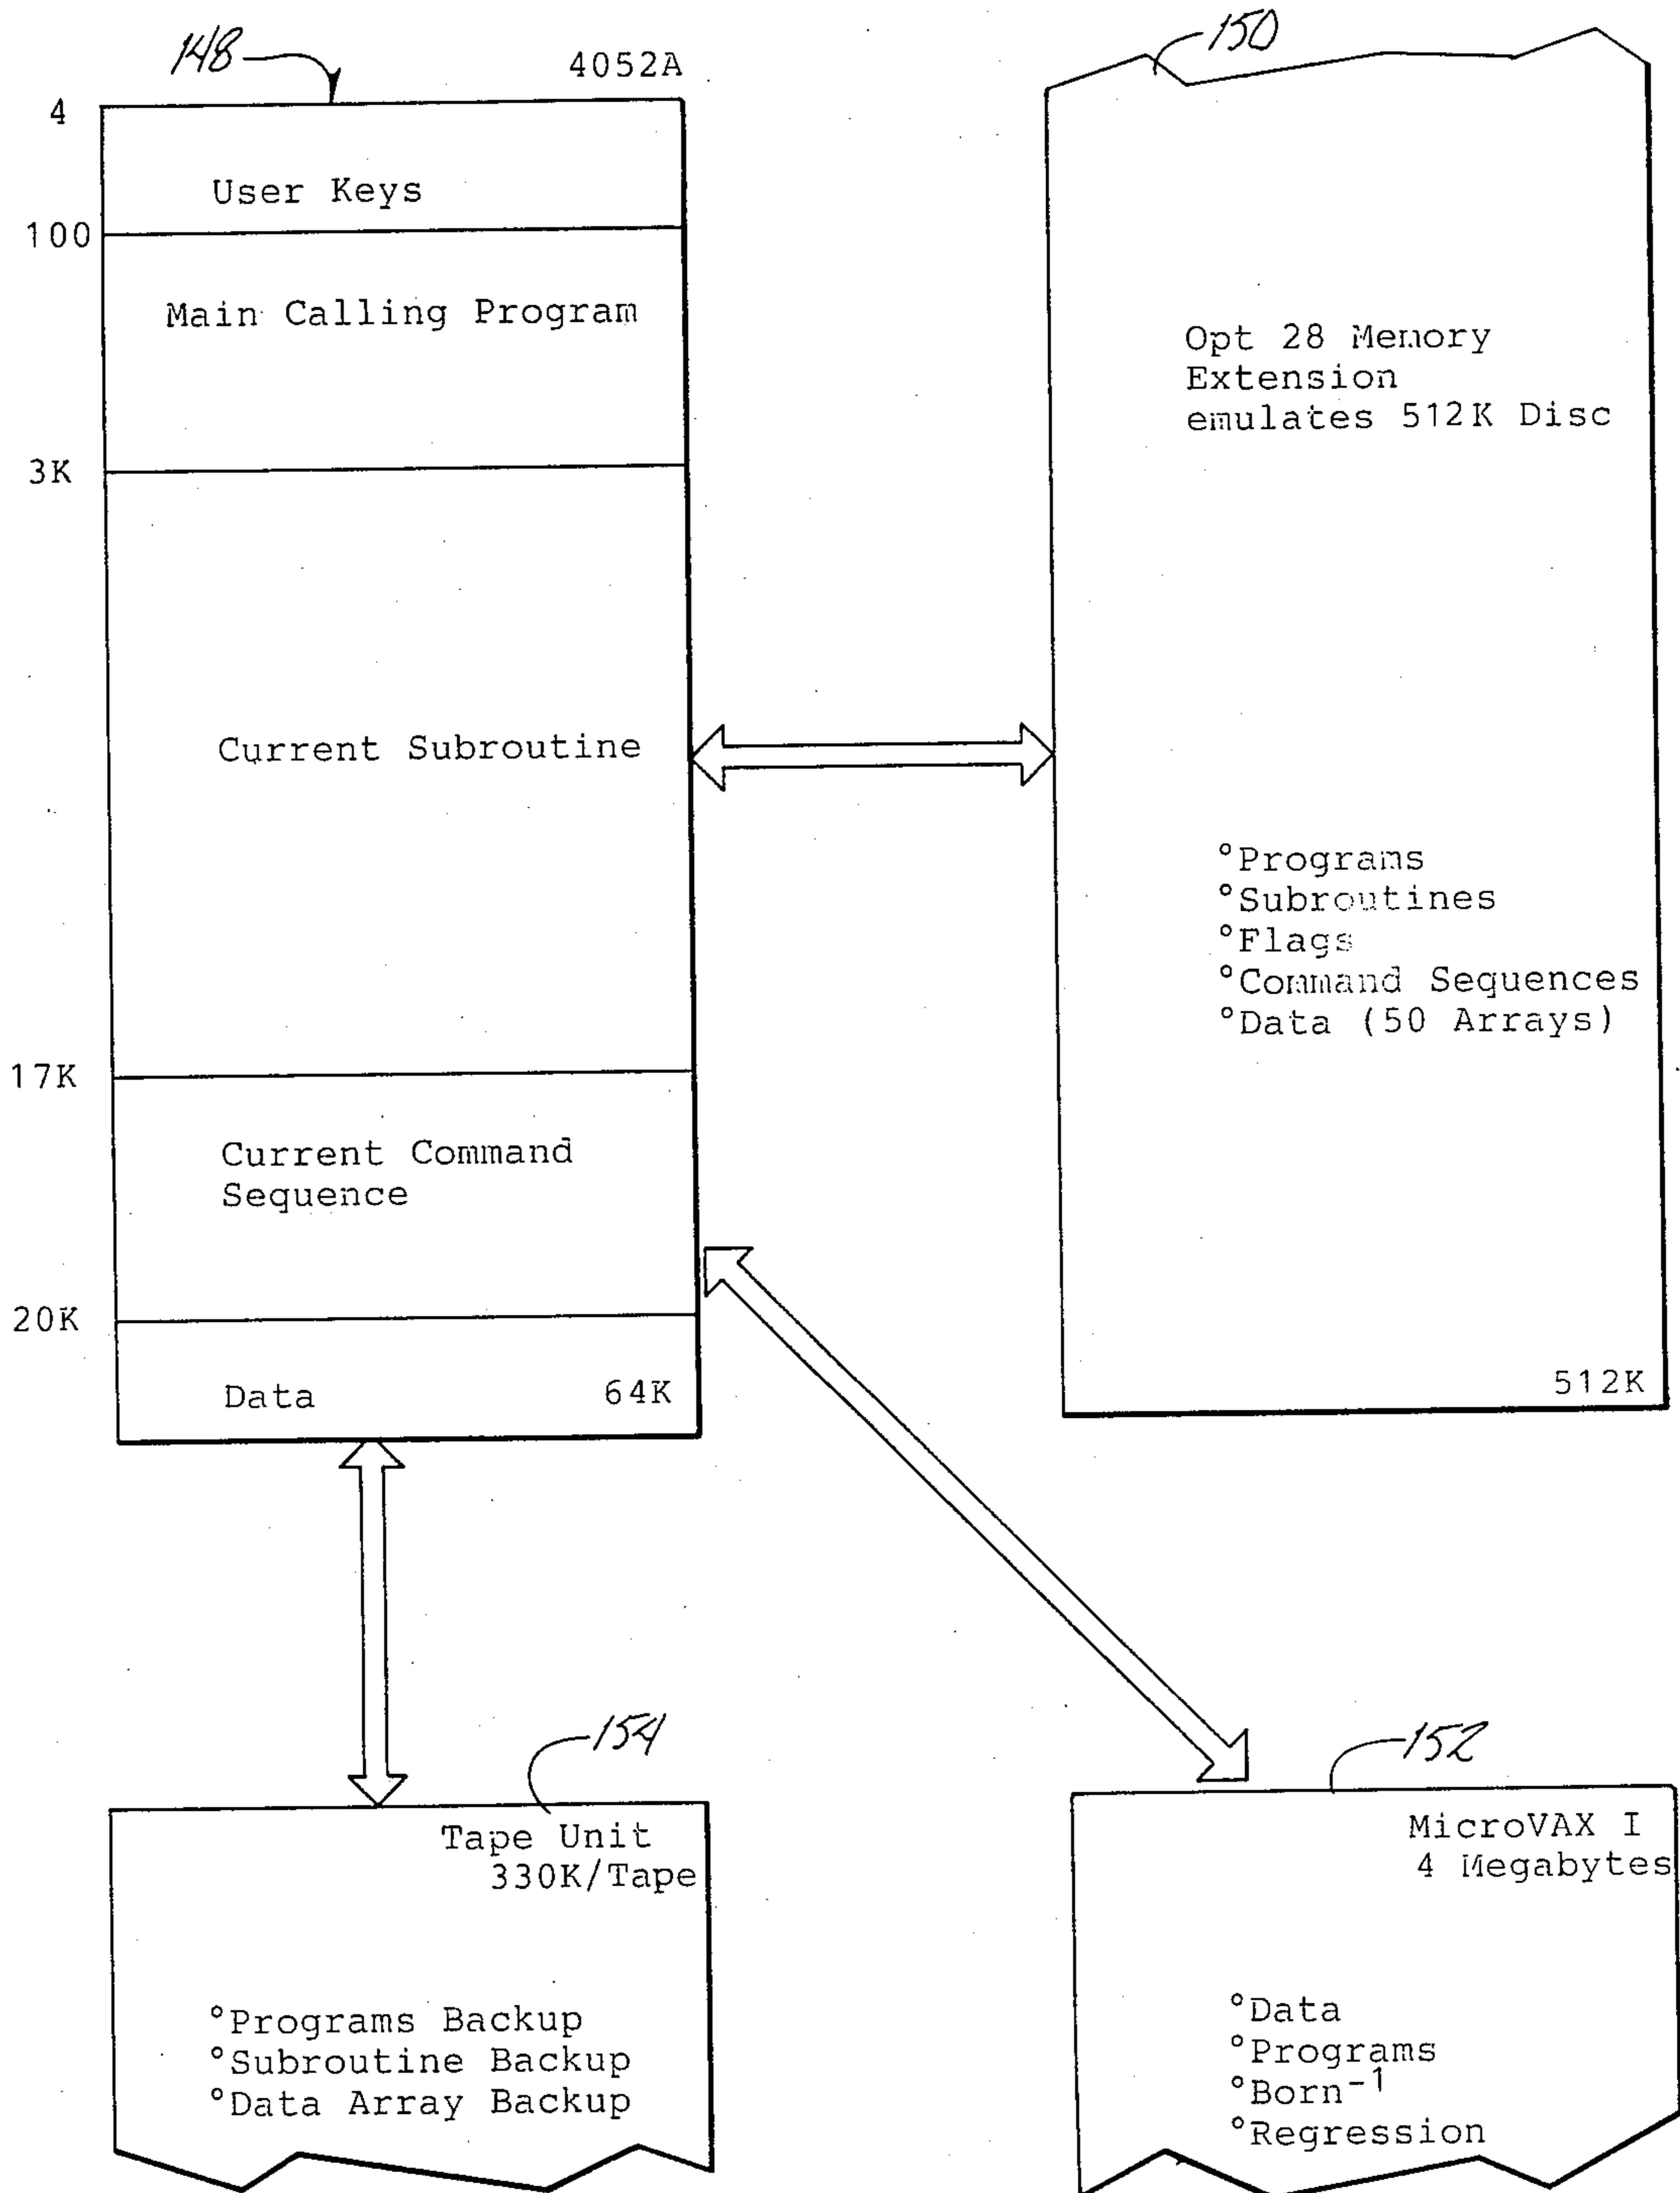 148
4052A
4
User Keys
100
Main Calling Program
3K
Current Subroutine
17K
Current Command
Sequence
20K
Data 64K
150
Opt 28 Memory
Extension
emulates 512K Disc
°Programs
°Subroutines
°Flags
°Command Sequences
°Data (50 Arrays)
512K
154
Tape Unit
330K/Tape
°Programs Backup
°Subroutine Backup
°Data Array Backup
152
MicroVAX I
4 Megabytes
°Data
°Programs
°Born⁻¹
°Regression